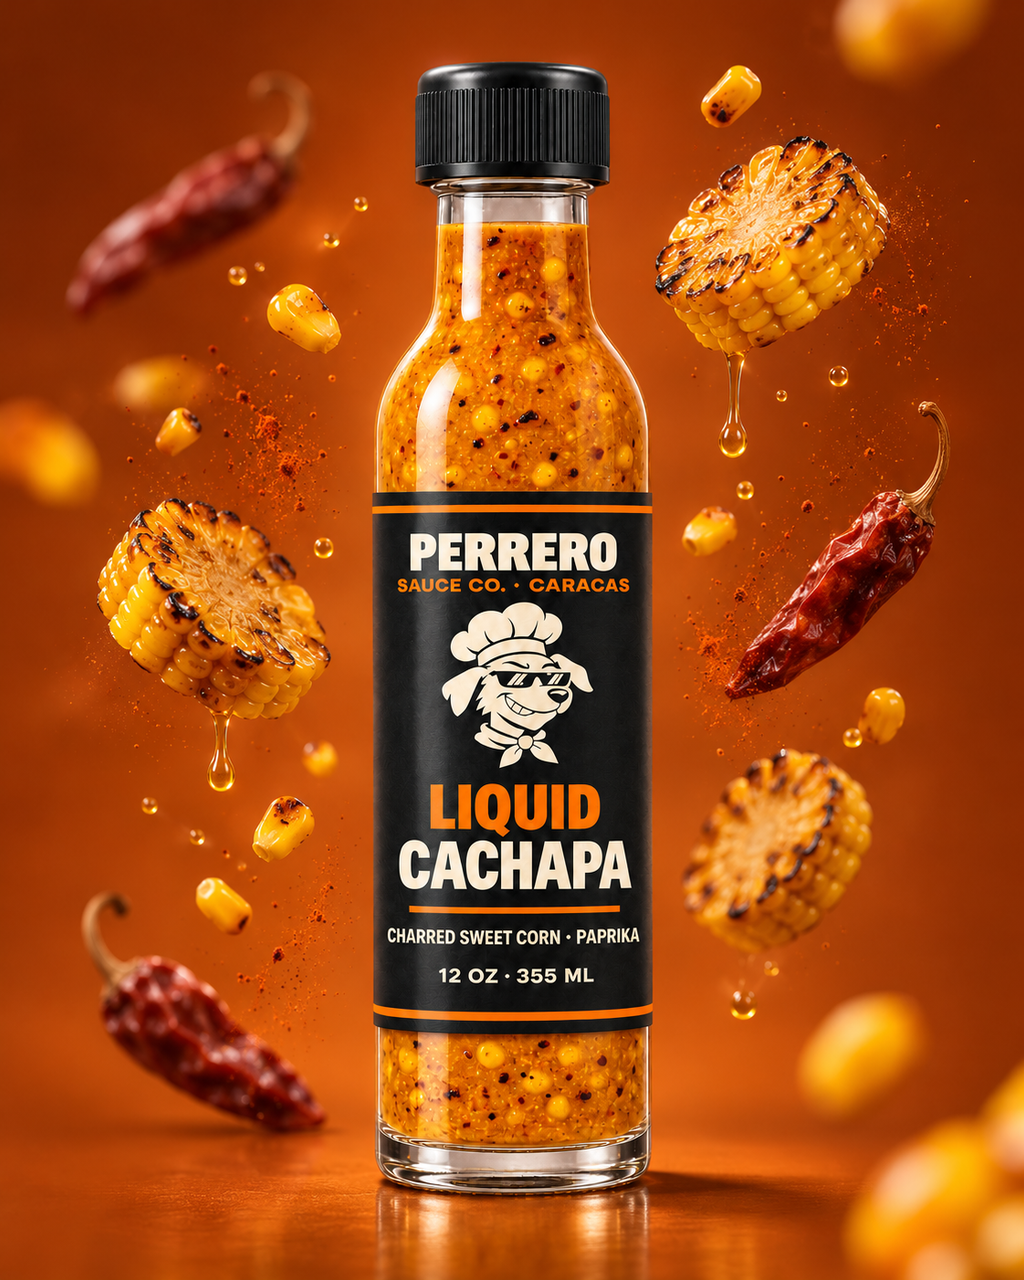 PERRERO
SAUCE CO. · CARACAS
LIQUID
CACHAPA
CHARRED SWEET CORN · PAPRIKA
12 OZ · 355 ML